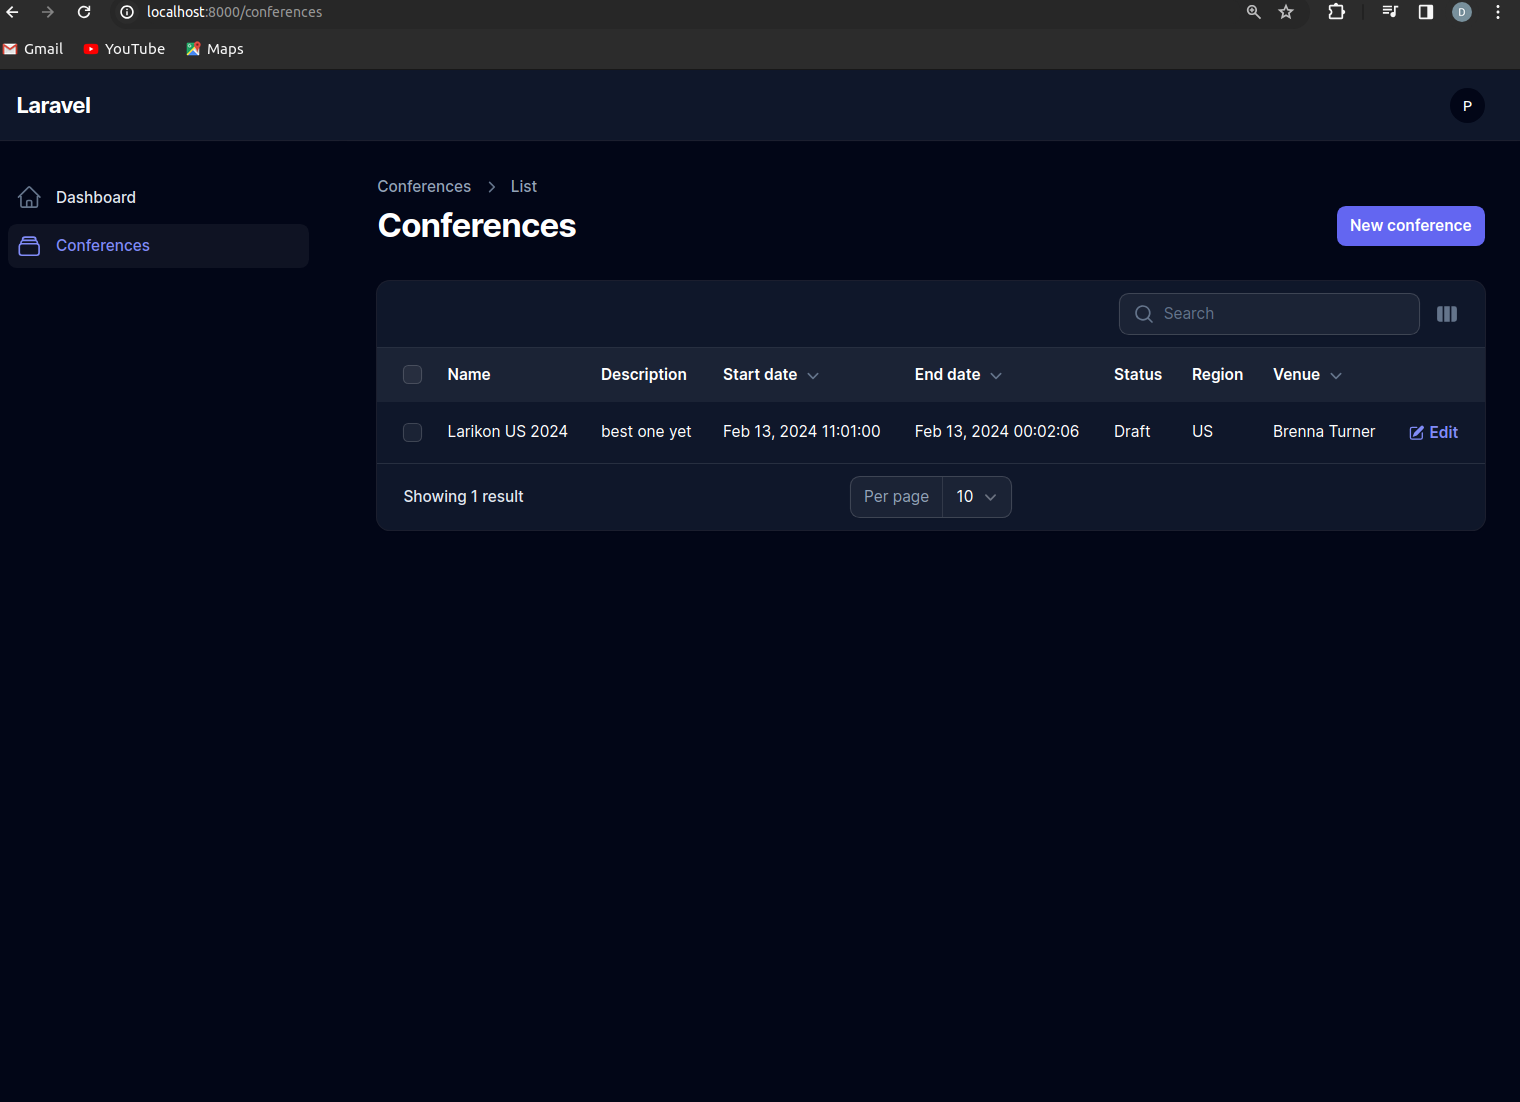 localhost:8000/conferences
D
Gmail YouTube Maps
Laravel
P
Dashboard
Conferences
Conferences List
Conferences
New conference
Search
Name Description Start date End date Status Region Venue
Larikon US 2024 best one yet Feb 13, 2024 11:01:00 Feb 13, 2024 00:02:06 Draft US Brenna Turner Edit
Showing 1 result Per page 10